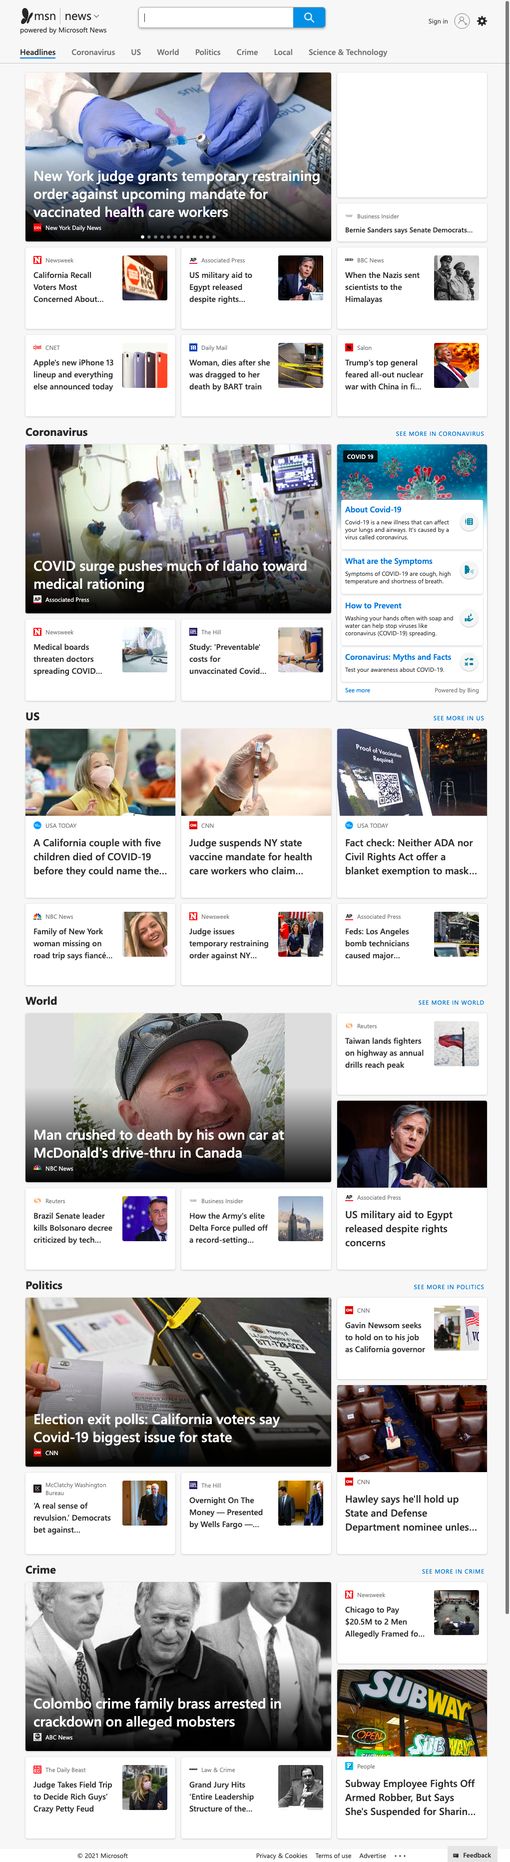 msn news
powered by Microsoft News
Sign in
Headlines Coronavirus US World Politics Crime Local Science & Technology
New York judge grants temporary restraining
order against upcoming mandate for
vaccinated health care workers
New York Daily News
Business Insider
Bernie Sanders says Senate Democrats...
Newsweek
California Recall
Voters Most
Concerned About...
Associated Press
US military aid to
Egypt released
despite rights...
BBC News
When the Nazis sent
scientists to the
Himalayas
CNET
Apple's new iPhone 13
lineup and everything
else announced today
Daily Mail
Woman, dies after she
was dragged to her
death by BART train
Salon
Trump's top general
feared all-out nuclear
war with China in fi...
Coronavirus
SEE MORE IN CORONAVIRUS
COVID surge pushes much of Idaho toward
medical rationing
Associated Press
COVID 19
About Covid-19
Covid-19 is a new illness that can affect
your lungs and airways. It's caused by a
virus called coronavirus.
What are the Symptoms
Symptoms of COVID-19 are cough, high
temperature and shortness of breath.
How to Prevent
Washing your hands often with soap and
water can help stop viruses like
coronavirus (COVID-19) spreading.
Coronavirus: Myths and Facts
Test your awareness about COVID-19.
See more Powered by Bing
Newsweek
Medical boards
threaten doctors
spreading COVID...
The Hill
Study: 'Preventable'
costs for
unvaccinated Covid...
US
SEE MORE IN US
USA TODAY
A California couple with five
children died of COVID-19
before they could name the...
CNN
Judge suspends NY state
vaccine mandate for health
care workers who claim...
Proof of Vaccination
Required
USA TODAY
Fact check: Neither ADA nor
Civil Rights Act offer a
blanket exemption to mask...
NBC News
Family of New York
woman missing on
road trip says fiancé...
Newsweek
Judge issues
temporary restraining
order against NY...
AP Associated Press
Feds: Los Angeles
bomb technicians
caused major...
World
SEE MORE IN WORLD
Man crushed to death by his own car at
McDonald's drive-thru in Canada
NBC News
Reuters
Taiwan lands fighters
on highway as annual
drills reach peak
AP Associated Press
US military aid to Egypt
released despite rights
concerns
Reuters
Brazil Senate leader
kills Bolsonaro decree
criticized by tech...
Business Insider
How the Army's elite
Delta Force pulled off
a record-setting...
Politics
SEE MORE IN POLITICS
VBM
DROP-OFF
Election exit polls: California voters say
Covid-19 biggest issue for state
CNN
CNN
Gavin Newsom seeks
to hold on to his job
as California governor
CNN
Hawley says he'll hold up
State and Defense
Department nominee unles...
McClatchy Washington
Bureau
'A real sense of
revulsion.' Democrats
bet against...
The Hill
Overnight On The
Money — Presented
by Wells Fargo —...
Crime
SEE MORE IN CRIME
Colombo crime family brass arrested in
crackdown on alleged mobsters
ABC News
Newsweek
Chicago to Pay
$20.5M to 2 Men
Allegedly Framed fo...
SUBWAY
OPEN
People
Subway Employee Fights Off
Armed Robber, But Says
She's Suspended for Sharin...
The Daily Beast
Judge Takes Field Trip
to Decide Rich Guys'
Crazy Petty Feud
Law & Crime
Grand Jury Hits
'Entire Leadership
Structure of the...
© 2021 Microsoft Privacy & Cookies Terms of use Advertise ... Feedback